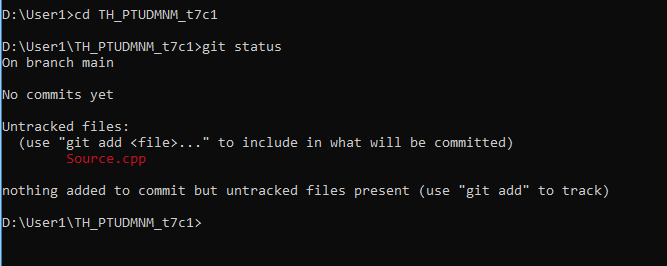 D:\User1>cd TH_PTUDMNM_t7c1
D:\User1\TH_PTUDMNM_t7c1>git status
On branch main
No commits yet
Untracked files:
  (use "git add <file>..." to include in what will be committed)
        Source.cpp
nothing added to commit but untracked files present (use "git add" to track)
D:\User1\TH_PTUDMNM_t7c1>